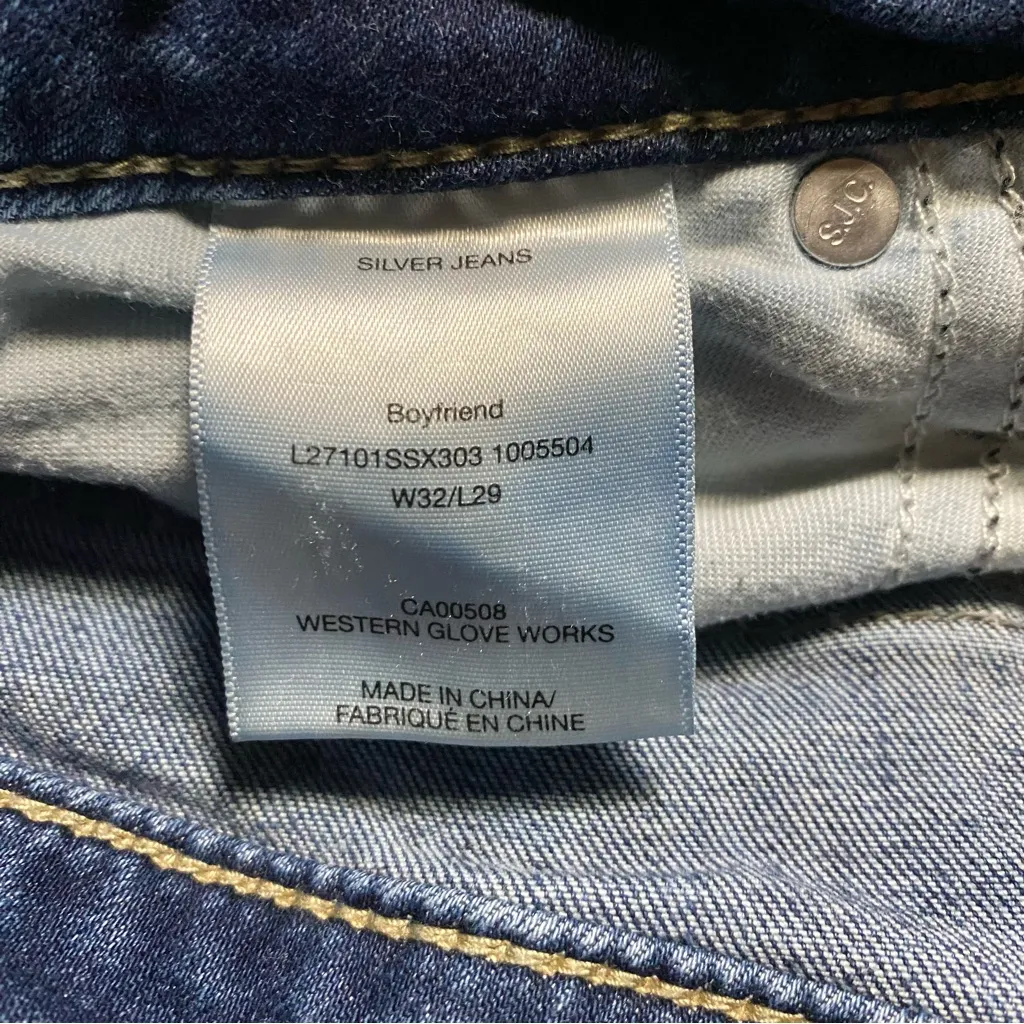 SILVER JEANS
S.J.C.
Boyfriend
L27101SSX303 1005504
W32/L29
CA00508
WESTERN GLOVE WORKS
MADE IN CHINA/
FABRIQUÉ EN CHINE